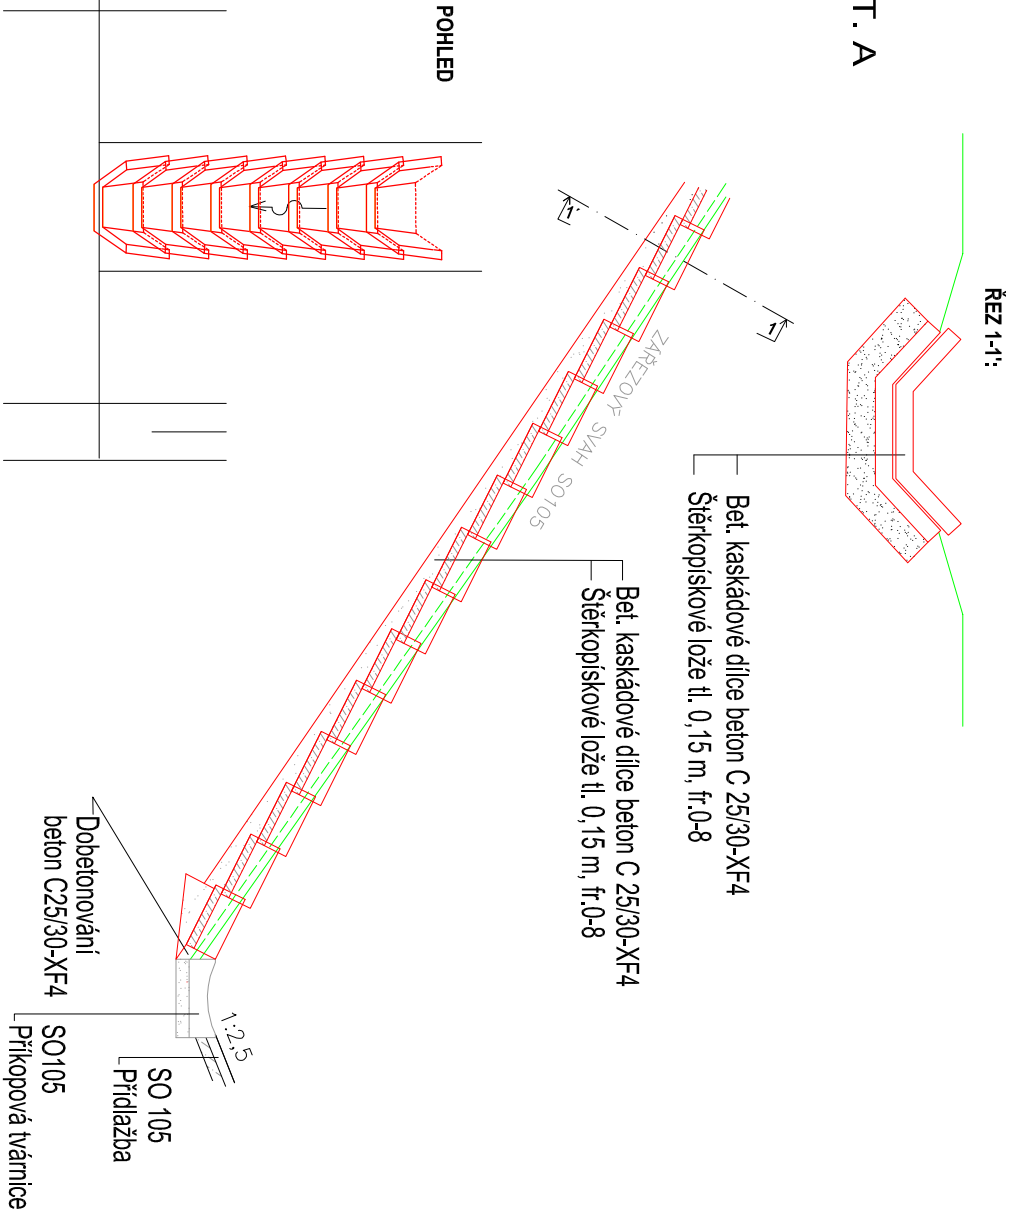 T. A
ŘEZ 1-1':
Bet. kaskádové dílce beton C 25/30-XF4
Štěrkopískové lože tl. 0,15 m, fr.0-8
POHLED
1'
1
ZÁŘEZOVÝ SVAH SO105
Bet. kaskádové dílce beton C 25/30-XF4
Štěrkopískové lože tl. 0,15 m, fr.0-8
Dobetonování
beton C25/30-XF4
1:2,5
SO 105
Přídlažba
SO105
Příkopová tvárnice